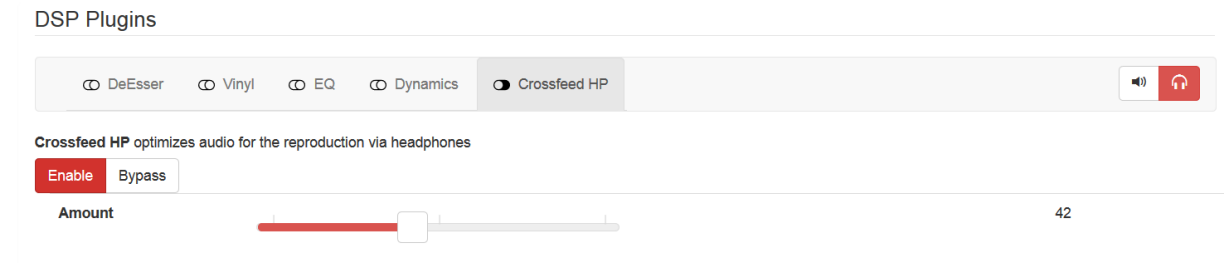 DSP Plugins
DeEsser Vinyl EQ Dynamics Crossfeed HP
Crossfeed HP optimizes audio for the reproduction via headphones
Enable Bypass
Amount 42